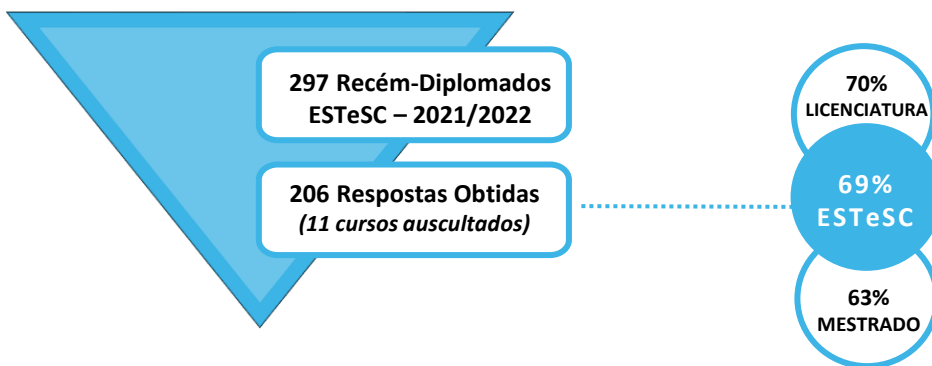 297 Recém-Diplomados
ESTeSC – 2021/2022
206 Respostas Obtidas
(11 cursos auscultados)
70%
LICENCIATURA
69%
ESTeSC
63%
MESTRADO